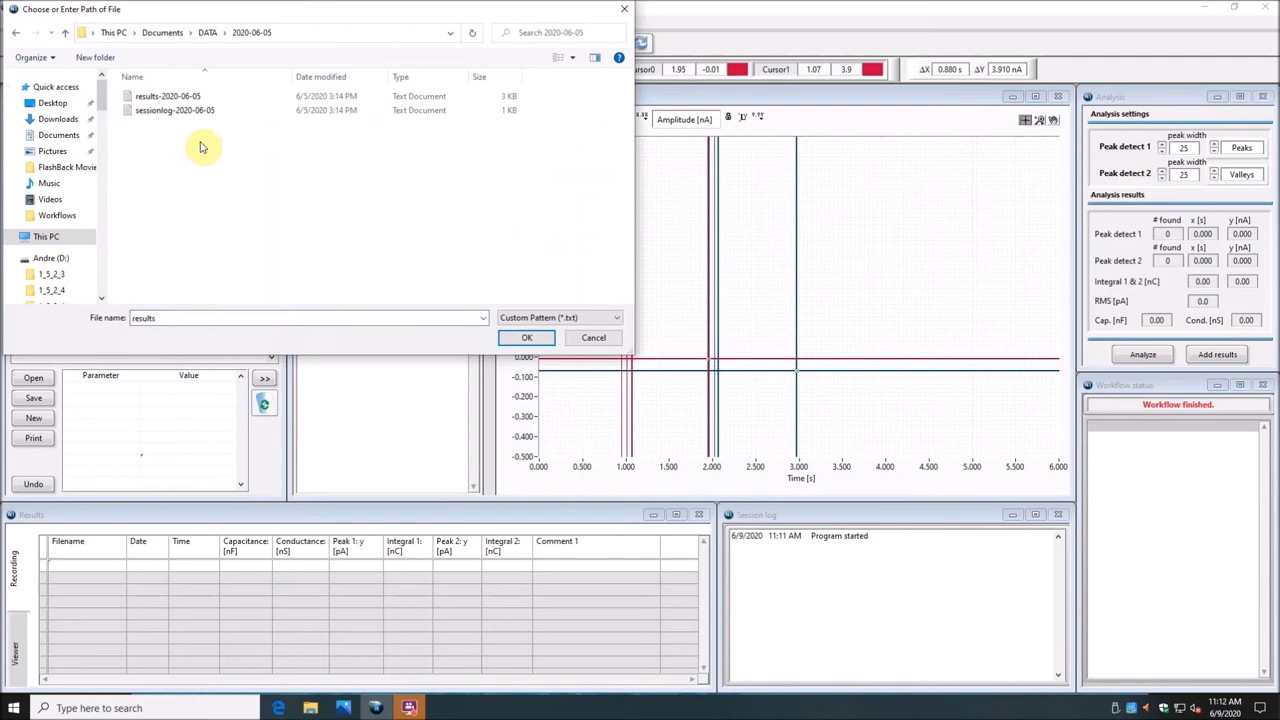 Choose or Enter Path of File
This PC > Documents > DATA > 2020-06-05
Search 2020-06-05
Organize
New folder
Name
Date modified
Type
Size
results-2020-06-05
6/5/2020 3:14 PM
Text Document
3 KB
sessionlog-2020-06-05
6/5/2020 3:14 PM
Text Document
1 KB
Quick access
Desktop
Downloads
Documents
Pictures
FlashBack Movie
Music
Videos
Workflows
This PC
Andre (D:)
1_5_2_3
1_5_2_4
File name:
results
Custom Pattern (*.txt)
OK
Cancel
Cursor0
1.95
-0.01
Cursor1
1.07
3.9
ΔX
0.880 s
ΔY
3.910 nA
Amplitude [nA]
0.000
-0.100
-0.200
-0.300
-0.400
-0.500
0.000 0.500 1.000 1.500 2.000 2.500 3.000 3.500 4.000 4.500 5.000 5.500 6.000
Time [s]
Analysis
Analysis settings
peak width
Peak detect 1
25
Peaks
peak width
Peak detect 2
25
Valleys
Analysis results
# found x [s] y [nA]
Peak detect 1 0 0.000 0.000
# found x [s] y [nA]
Peak detect 2 0 0.000 0.000
Integral 1 & 2 [nC] 0.00 0.00
RMS [pA] 0.0
Cap. [nF] 0.00 Cond. [nS] 0.00
Analyze
Add results
Workflow status
Workflow finished.
Open
Save
New
Print
Undo
Parameter
Value
>>
Results
Recording
Viewer
Filename
Date
Time
Capacitance: [nF]
Conductance: [nS]
Peak 1: y [pA]
Integral 1: [nC]
Peak 2: y [pA]
Integral 2: [nC]
Comment 1
Session log
6/9/2020 11:11 AM Program started
Type here to search
11:12 AM
6/9/2020